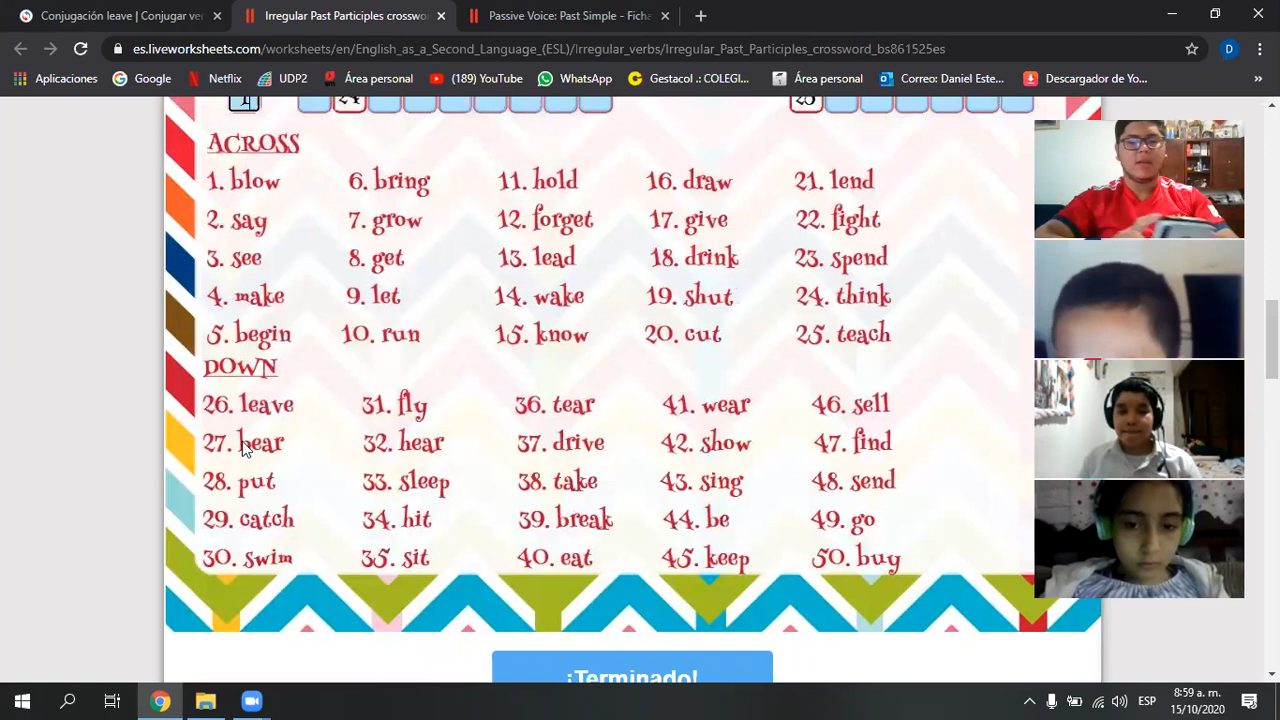 Conjugación leave | Conjugar ver
Irregular Past Participles crosswor
Passive Voice: Past Simple - Ficha
es.liveworksheets.com/worksheets/en/English_as_a_Second_Language_(ESL)/Irregular_verbs/Irregular_Past_Participles_crossword_bs861525es
D
Aplicaciones Google Netflix UDP2 Área personal (189) YouTube WhatsApp Gestacol .: COLEGI... Área personal Correo: Daniel Este... Descargador de Yo... »
ACROSS
1. blow 6. bring 11. hold 16. draw 21. lend
2. say 7. grow 12. forget 17. give 22. fight
3. see 8. get 13. lead 18. drink 23. spend
4. make 9. let 14. wake 19. shut 24. think
5. begin 10. run 15. know 20. cut 25. teach
DOWN
26. leave 31. fly 36. tear 41. wear 46. sell
27. hear 32. hear 37. drive 42. show 47. find
28. put 33. sleep 38. take 43. sing 48. send
29. catch 34. hit 39. break 44. be 49. go
30. swim 35. sit 40. eat 45. keep 50. buy
¡Terminado!
ESP
8:59 a. m.
15/10/2020